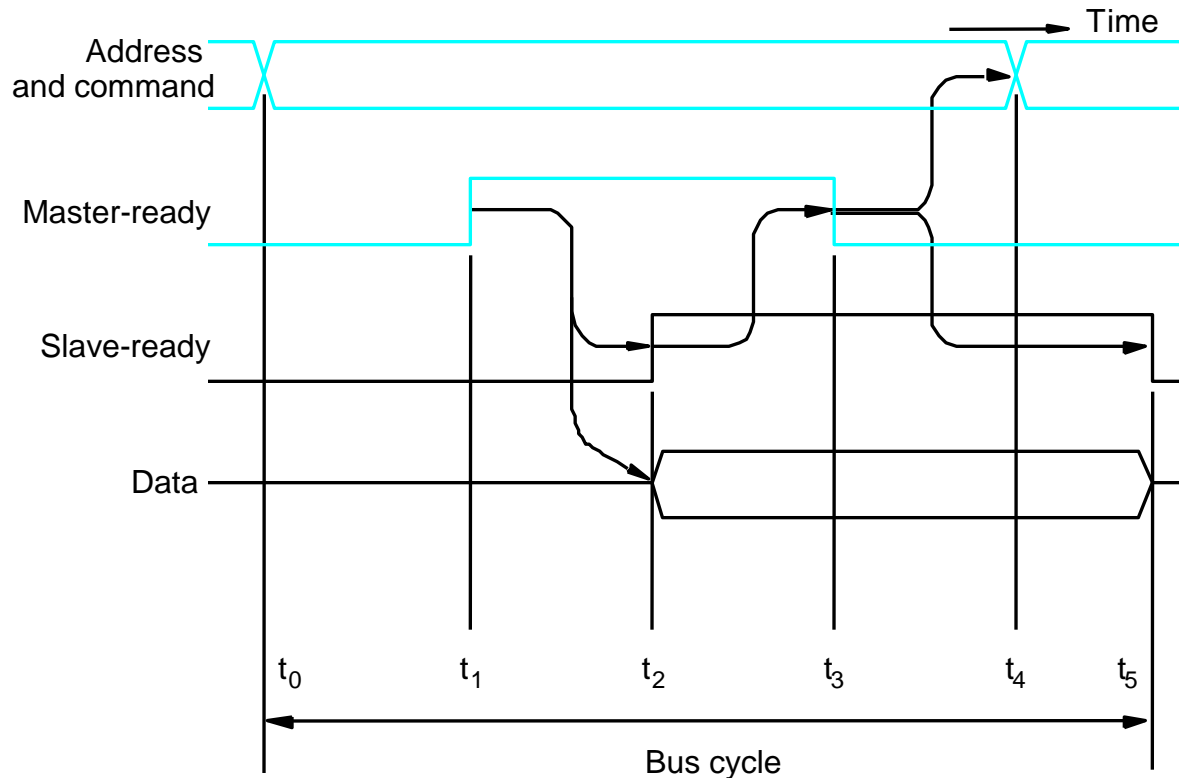 Time
Address
and command
Master-ready
Slave-ready
Data
t0
t1
t2
t3
t4
t5
Bus cycle